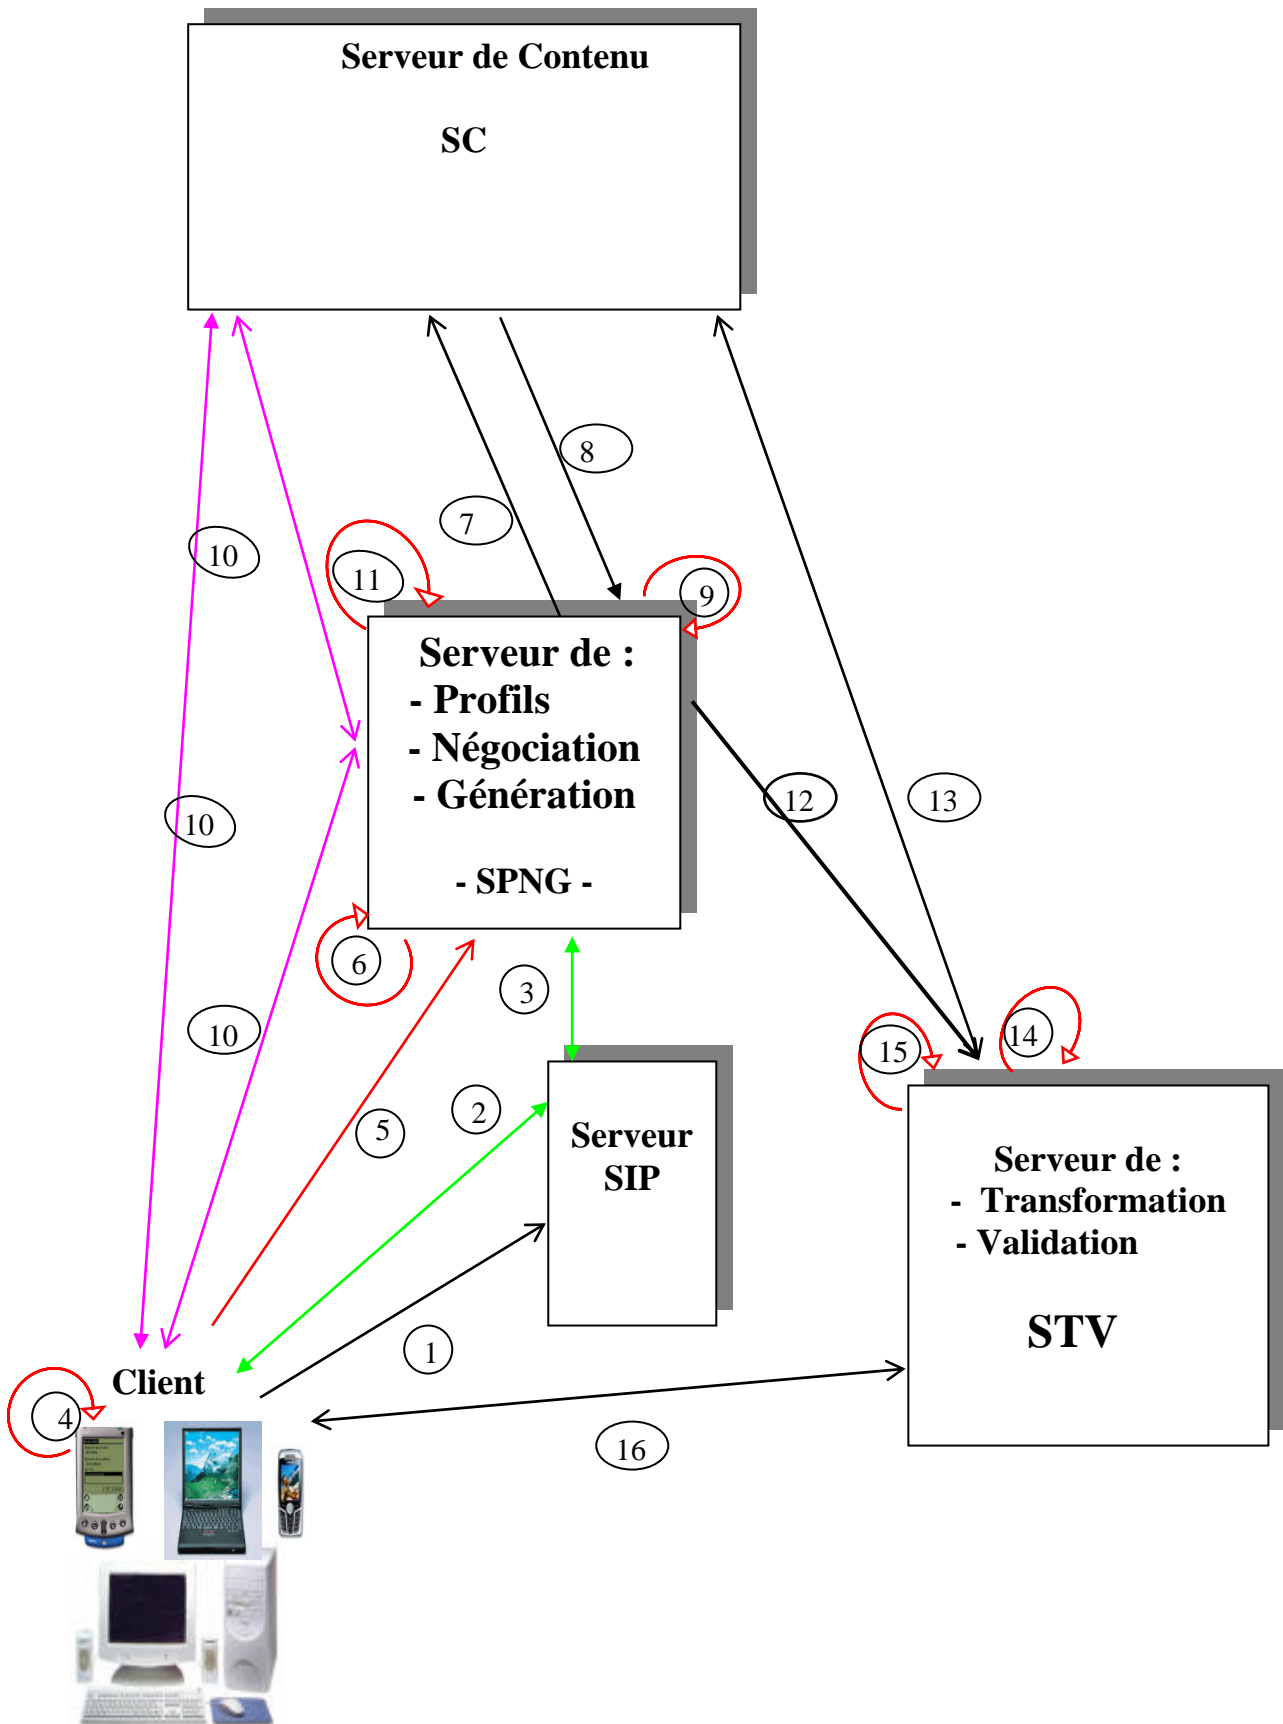 Serveur de Contenu
SC
8
7
10
11
9
Serveur de :
- Profils
- Négociation
- Génération
- SPNG -
12
13
10
6
3
10
15
14
2
5
Serveur
SIP
Serveur de :
- Transformation
- Validation
STV
1
Client
4
16